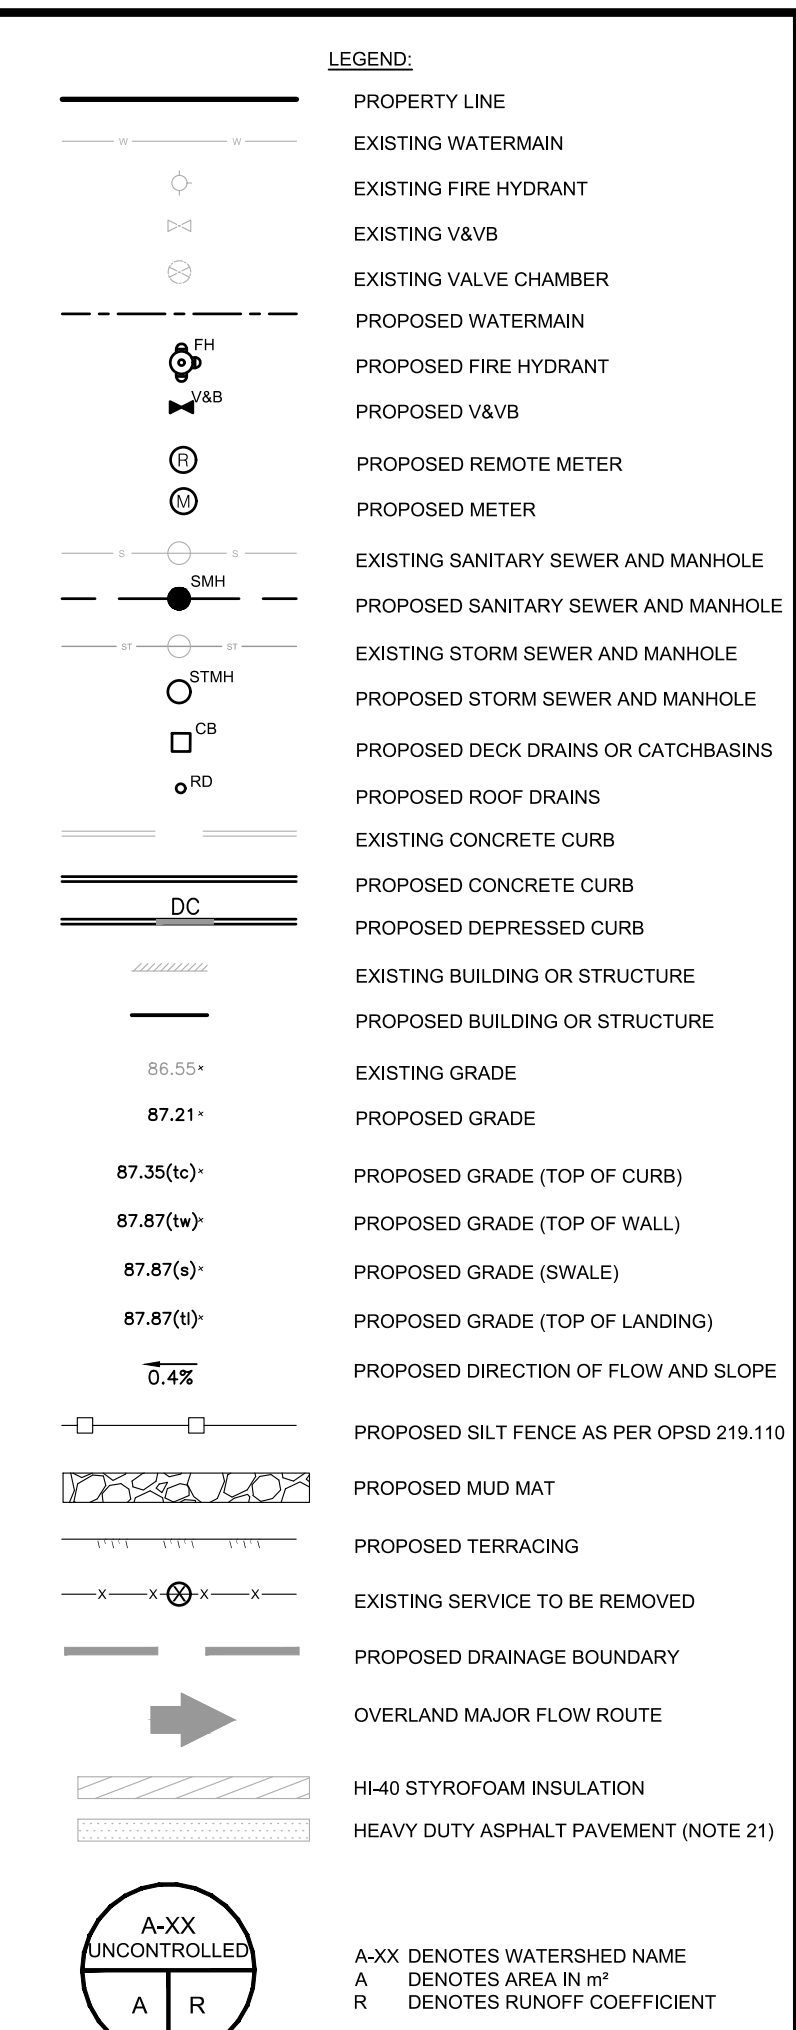 LEGEND:
PROPERTY LINE
W W EXISTING WATERMAIN
EXISTING FIRE HYDRANT
EXISTING V&VB
EXISTING VALVE CHAMBER
PROPOSED WATERMAIN
FH PROPOSED FIRE HYDRANT
V&B PROPOSED V&VB
R PROPOSED REMOTE METER
M PROPOSED METER
S S EXISTING SANITARY SEWER AND MANHOLE
SMH PROPOSED SANITARY SEWER AND MANHOLE
ST ST EXISTING STORM SEWER AND MANHOLE
STMH PROPOSED STORM SEWER AND MANHOLE
CB PROPOSED DECK DRAINS OR CATCHBASINS
RD PROPOSED ROOF DRAINS
EXISTING CONCRETE CURB
PROPOSED CONCRETE CURB
DC PROPOSED DEPRESSED CURB
EXISTING BUILDING OR STRUCTURE
PROPOSED BUILDING OR STRUCTURE
86.55× EXISTING GRADE
87.21× PROPOSED GRADE
87.35(tc)× PROPOSED GRADE (TOP OF CURB)
87.87(tw)× PROPOSED GRADE (TOP OF WALL)
87.87(s)× PROPOSED GRADE (SWALE)
87.87(tl)× PROPOSED GRADE (TOP OF LANDING)
0.4% PROPOSED DIRECTION OF FLOW AND SLOPE
PROPOSED SILT FENCE AS PER OPSD 219.110
PROPOSED MUD MAT
PROPOSED TERRACING
X X X X X EXISTING SERVICE TO BE REMOVED
PROPOSED DRAINAGE BOUNDARY
OVERLAND MAJOR FLOW ROUTE
HI-40 STYROFOAM INSULATION
HEAVY DUTY ASPHALT PAVEMENT (NOTE 21)
A-XX
UNCONTROLLED
A R
A-XX DENOTES WATERSHED NAME
A DENOTES AREA IN m²
R DENOTES RUNOFF COEFFICIENT